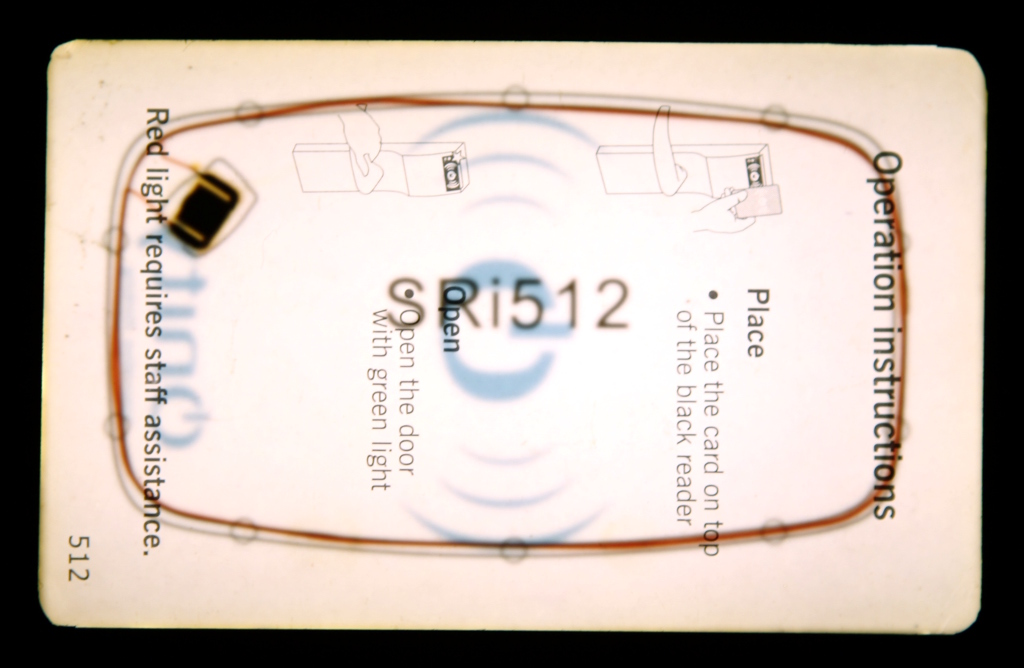 Operation instructions
Place
• Place the card on top
of the black reader
Open
• Open the door
with green light
Red light requires staff assistance.
SRi512
512